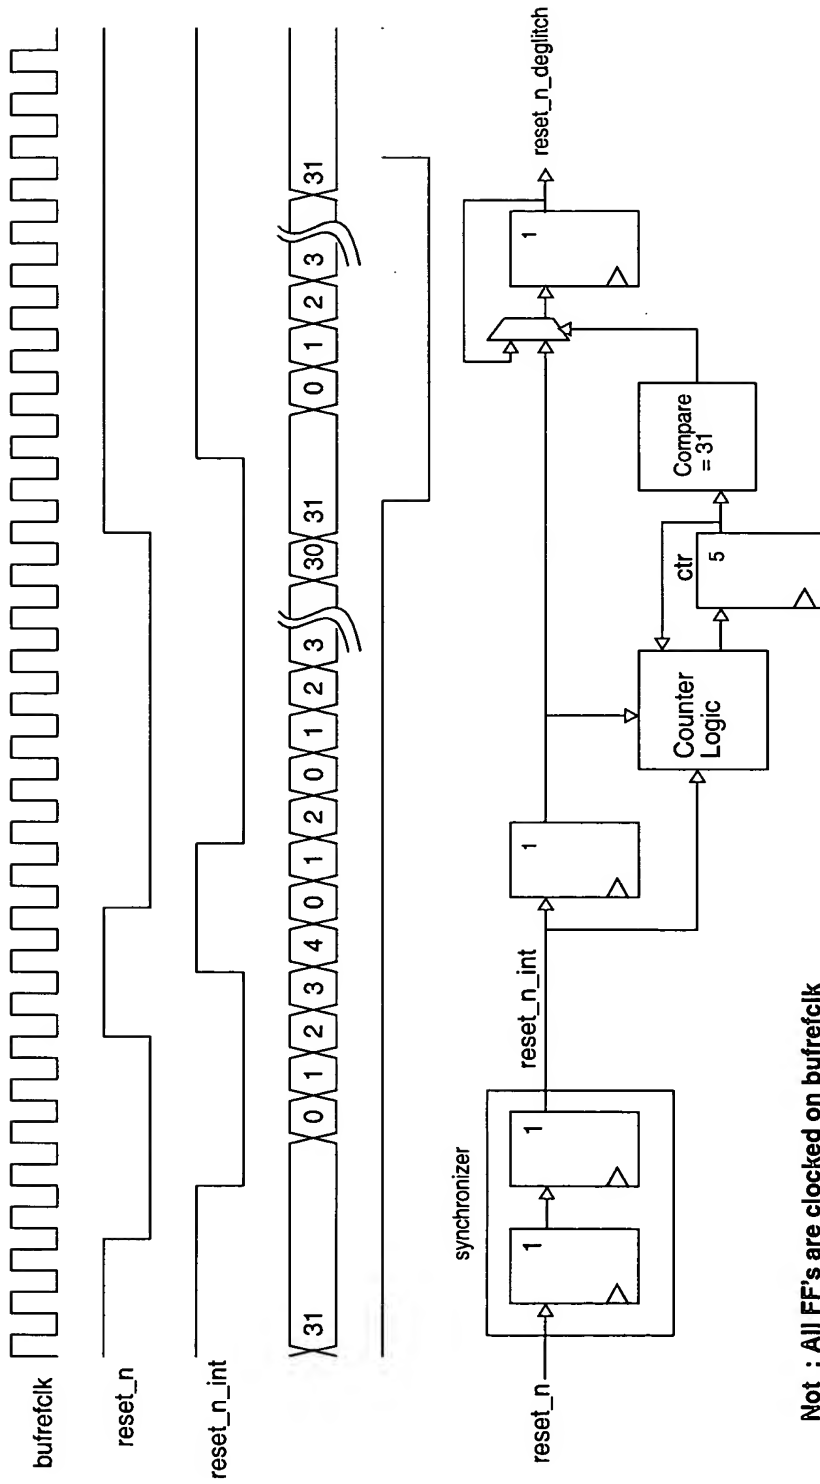 bufrefclk
reset_n
reset_n_int
31 0 1 2 3 4 0 1 2 0 1 2 3 30 31 0 1 2 3 31
synchronizer
reset_n
1
1
reset_n_int
1
Counter
Logic
ctr
5
Compare
= 31
1
reset_n_deglitch
Not : All FF's are clocked on bufrefclk